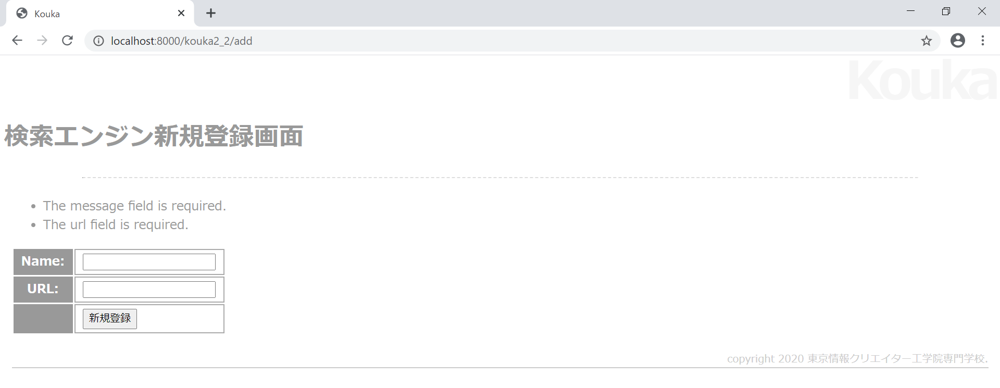 Kouka
localhost:8000/kouka2_2/add
Kouka
検索エンジン新規登録画面
The message field is required.
The url field is required.
Name:
URL:
新規登録
copyright 2020 東京情報クリエイター工学院専門学校.